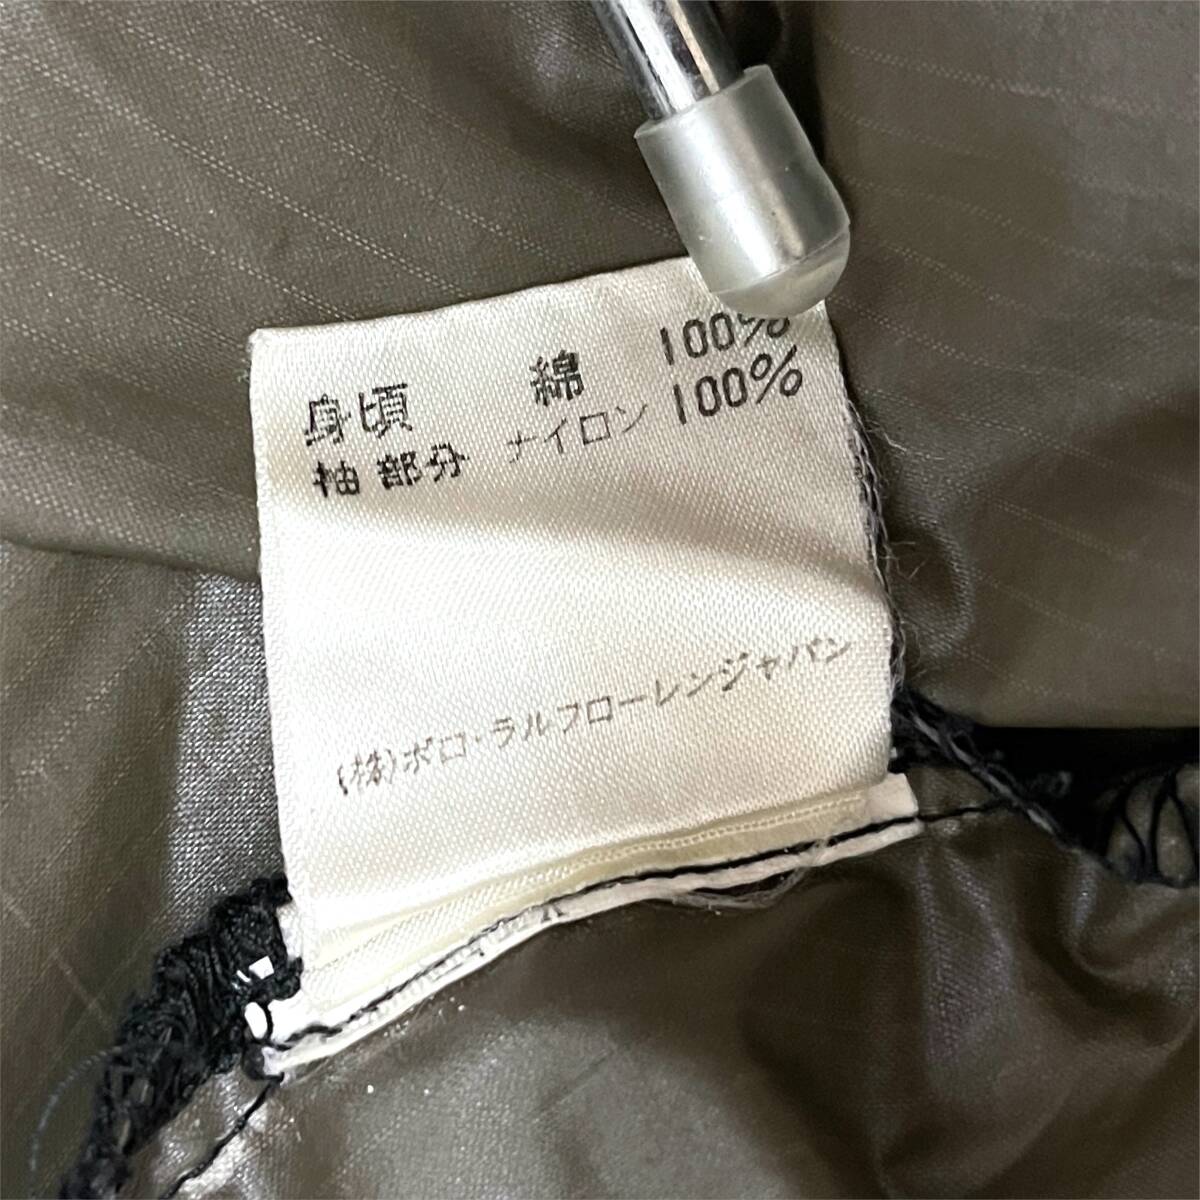 身頃 綿 100%
袖部分 ナイロン 100%
(株)ポロ・ラルフローレンジャパン